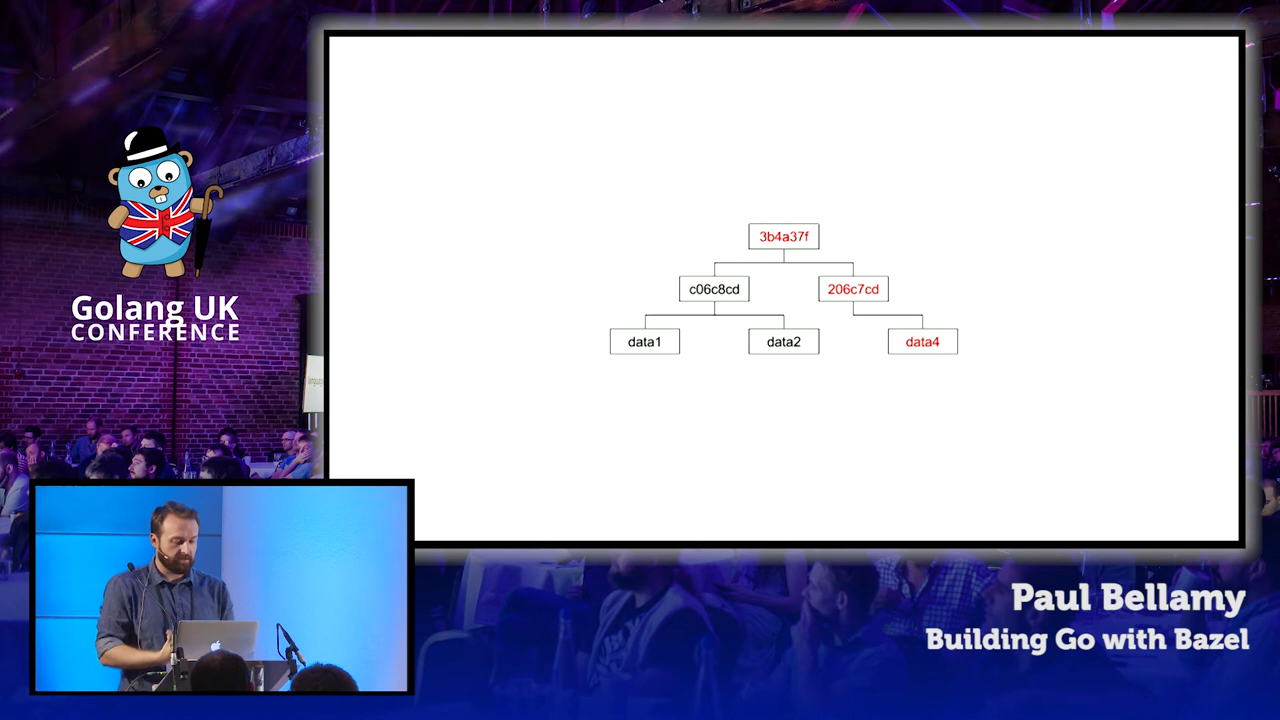 Golang UK
CONFERENCE
3b4a37f
c06c8cd
206c7cd
data1
data2
data4
Paul Bellamy
Building Go with Bazel